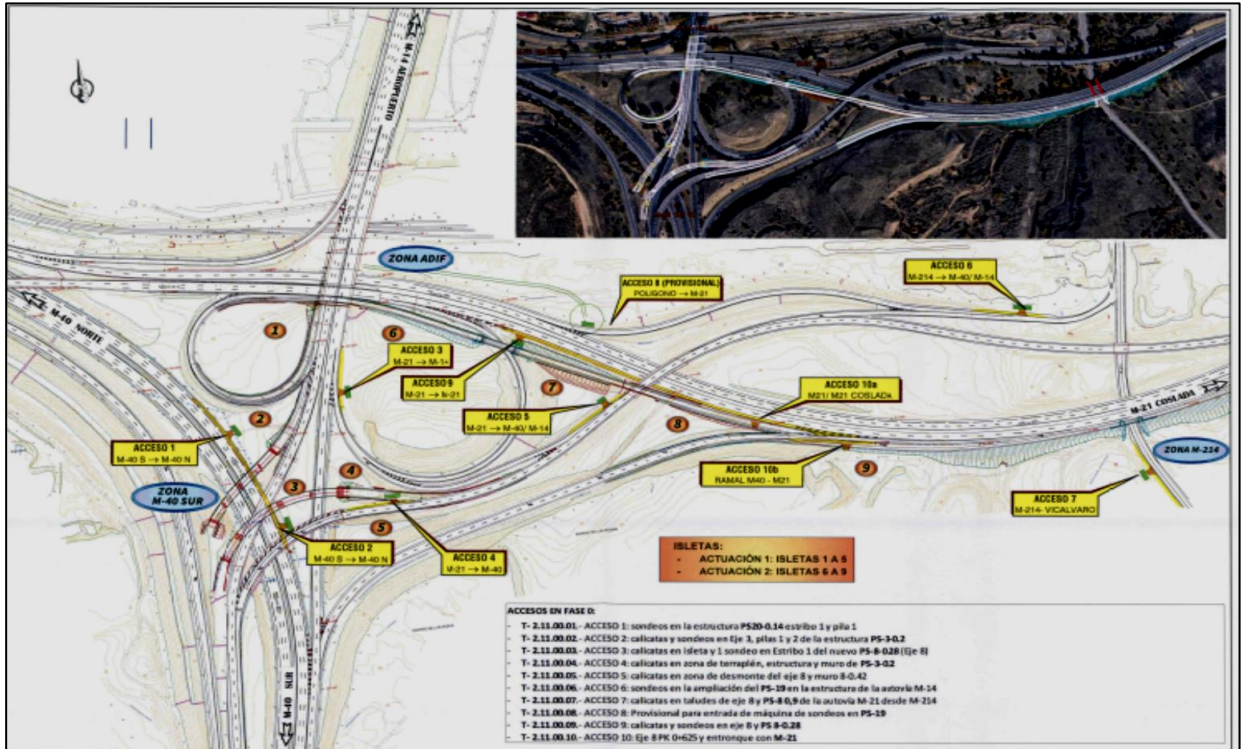 M-14 AEROPUERTO
ZONA ADIF
ACCESO 6
M-214 → M-40/ M-14
ACCESO 8 (PROVISIONAL)
POLIGONO → M-21
M-40 NORTE
1
6
ACCESO 3
M-21 → M-14
ACCESO 9
M-21 → M-21
7
ACCESO 10a
M21/ M21 COSLADA
M-21 COSLADA
2
ACCESO 5
M-21 → M-40/ M-14
8
ACCESO 1
M-40 S → M-40 N
ZONA M-214
9
ACCESO 10b
RAMAL M40 - M21
4
3
ZONA
M-40 SUR
ACCESO 7
M-214- VICALVARO
5
ACCESO 2
M-40 S → M-40 N
ACCESO 4
M-21 → M-40
ISLETAS:
- ACTUACIÓN 1: ISLETAS 1 A 5
- ACTUACIÓN 2: ISLETAS 6 A 9
M-40 SUR
ACCESOS EN FASE 0:
- T- 2.11.00.01.- ACCESO 1: sondeos en la estructura PS20-0.14 estribo 1 y pila 1
- T- 2.11.00.02.- ACCESO 2: calicatas y sondeos en Eje 3, pilas 1 y 2 de la estructura PS-3-0.2
- T- 2.11.00.03.- ACCESO 3: calicatas en isleta y 1 sondeo en Estribo 1 del nuevo PS-8-0.28 (Eje 8)
- T- 2.11.00.04.- ACCESO 4: calicatas en zona de terraplén, estructura y muro de PS-3-0.2
- T- 2.11.00.05.- ACCESO 5: calicatas en zona de desmonte del eje 8 y muro 8-0.42
- T- 2.11.00.06.- ACCESO 6: sondeos en la ampliación del PS-19 en la estructura de la autovía M-14
- T- 2.11.00.07.- ACCESO 7: calicatas en taludes de eje 8 y PS-8 0,9 de la autovía M-21 desde M-214
- T- 2.11.00.08.- ACCESO 8: Provisional para entrada de máquina de sondeos en PS-19
- T- 2.11.00.09.- ACCESO 9: calicatas y sondeos en eje 8 y PS 8-0.28
- T- 2.11.00.10.- ACCESO 10: Eje 8 PK 0+625 y entronque con M-21